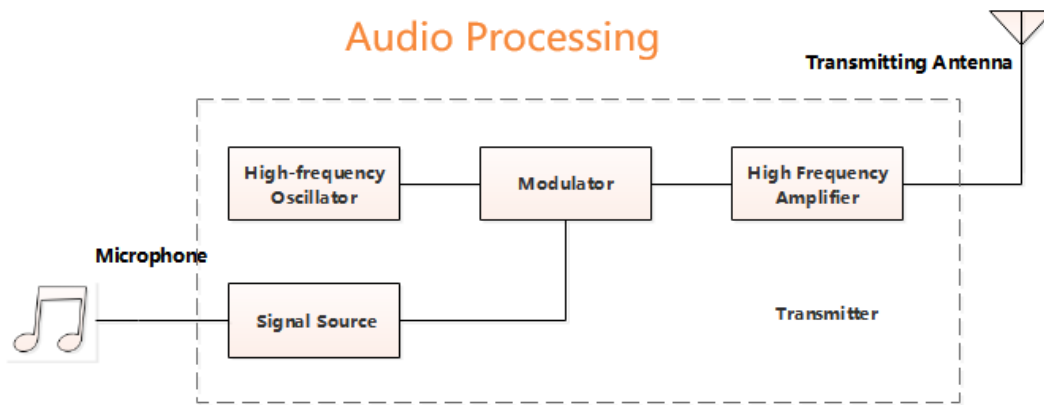 Audio Processing
Transmitting Antenna
High-frequency
Oscillator
Modulator
High Frequency
Amplifier
Microphone
Signal Source
Transmitter